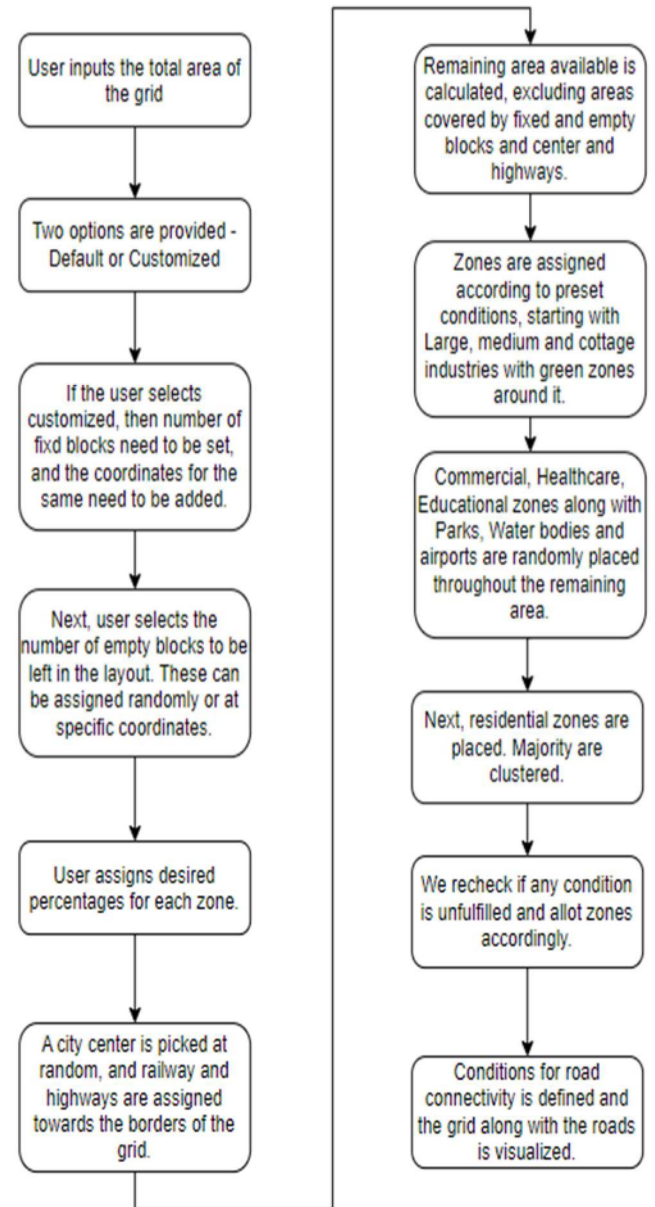 User inputs the total area of
the grid
Two options are provided -
Default or Customized
If the user selects
customized, then number of
fixd blocks need to be set,
and the coordinates for the
same need to be added.
Next, user selects the
number of empty blocks to be
left in the layout. These can
be assigned randomly or at
specific coordinates.
User assigns desired
percentages for each zone.
A city center is picked at
random, and railway and
highways are assigned
towards the borders of the
grid.
Remaining area available is
calculated, excluding areas
covered by fixed and empty
blocks and center and
highways.
Zones are assigned
according to preset
conditions, starting with
Large, medium and cottage
industries with green zones
around it.
Commercial, Healthcare,
Educational zones along with
Parks, Water bodies and
airports are randomly placed
throughout the remaining
area.
Next, residential zones are
placed. Majority are
clustered.
We recheck if any condition
is unfulfilled and allot zones
accordingly.
Conditions for road
connectivity is defined and
the grid along with the roads
is visualized.